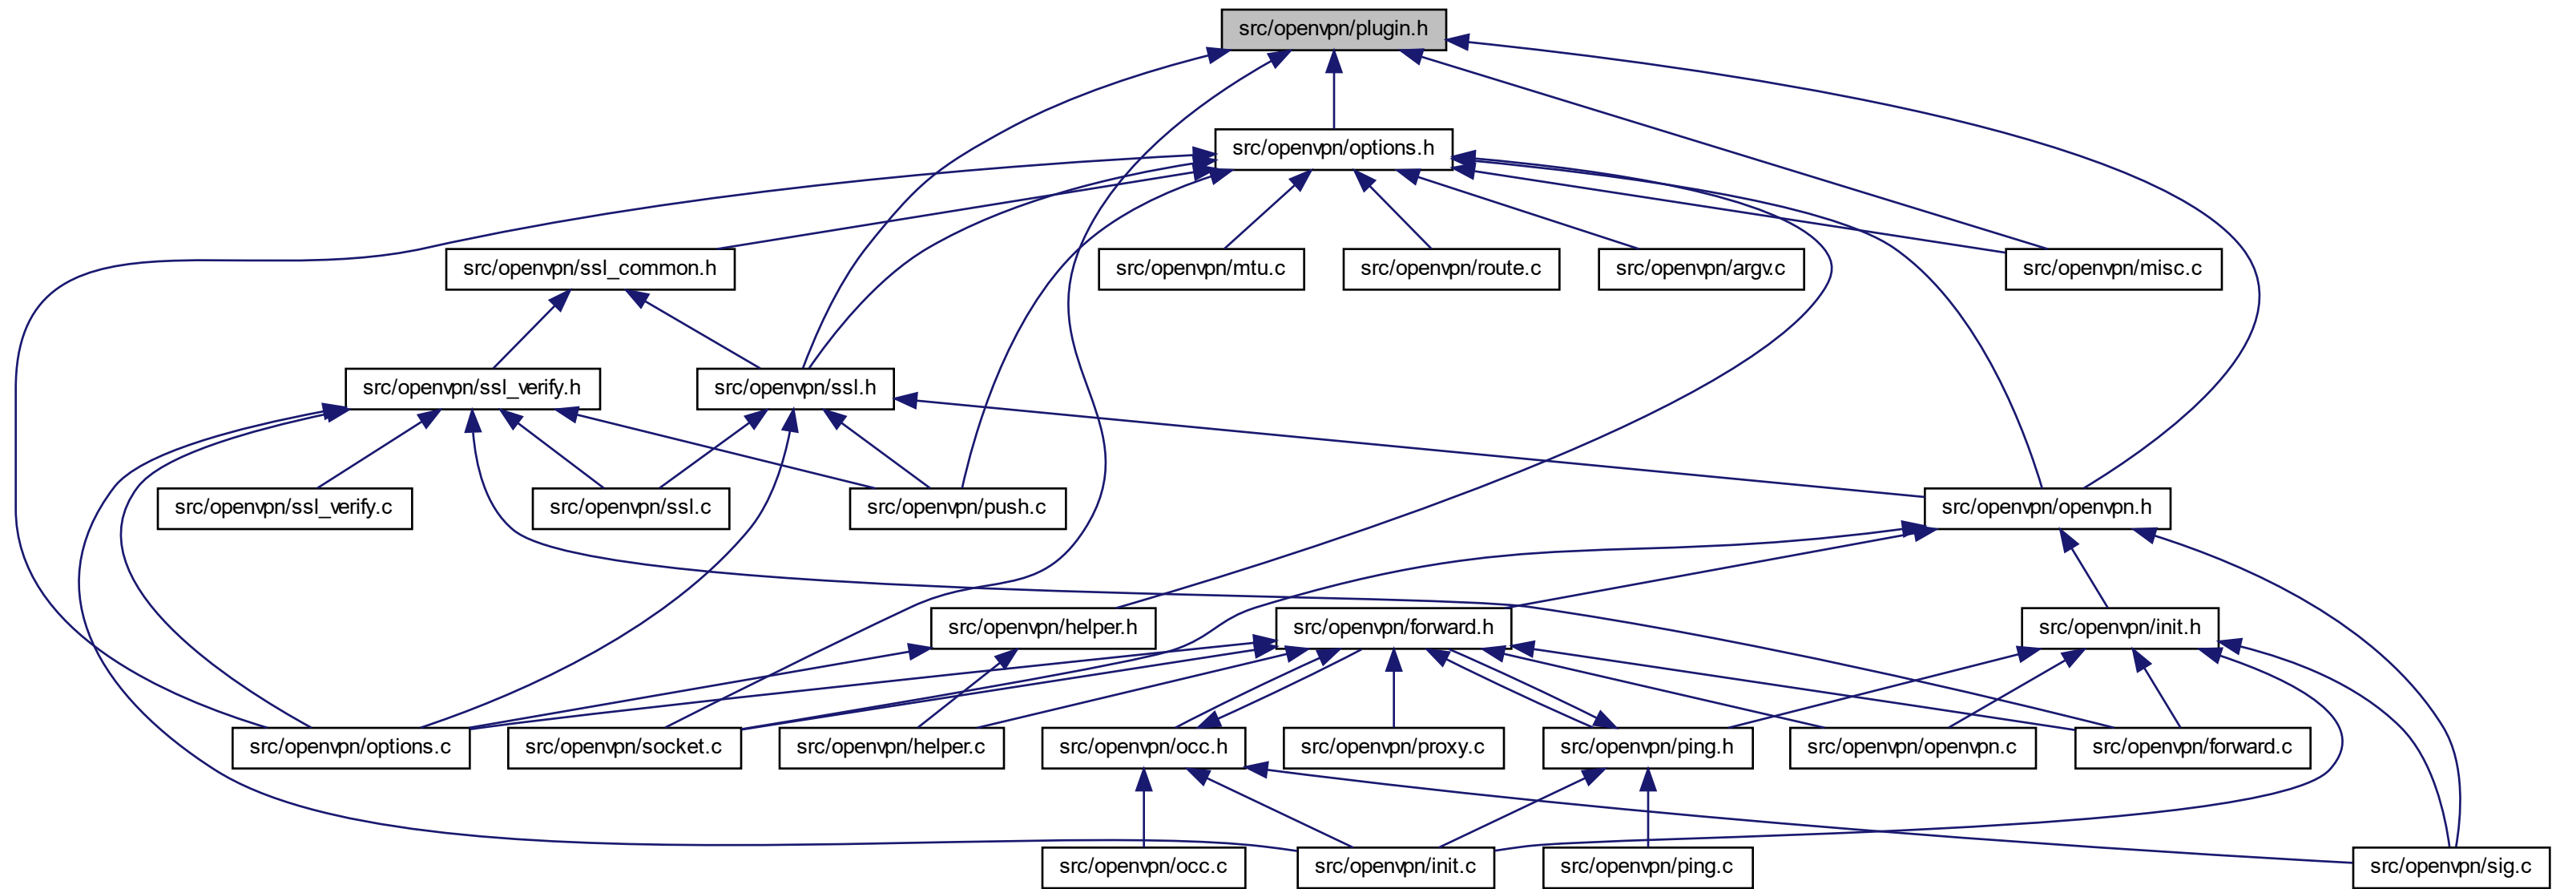 src/openvpn/plugin.h
src/openvpn/options.h
src/openvpn/ssl_common.h
src/openvpn/mtu.c
src/openvpn/route.c
src/openvpn/argv.c
src/openvpn/misc.c
src/openvpn/ssl_verify.h
src/openvpn/ssl.h
src/openvpn/ssl_verify.c
src/openvpn/ssl.c
src/openvpn/push.c
src/openvpn/openvpn.h
src/openvpn/helper.h
src/openvpn/forward.h
src/openvpn/init.h
src/openvpn/options.c
src/openvpn/socket.c
src/openvpn/helper.c
src/openvpn/occ.h
src/openvpn/proxy.c
src/openvpn/ping.h
src/openvpn/openvpn.c
src/openvpn/forward.c
src/openvpn/occ.c
src/openvpn/init.c
src/openvpn/ping.c
src/openvpn/sig.c